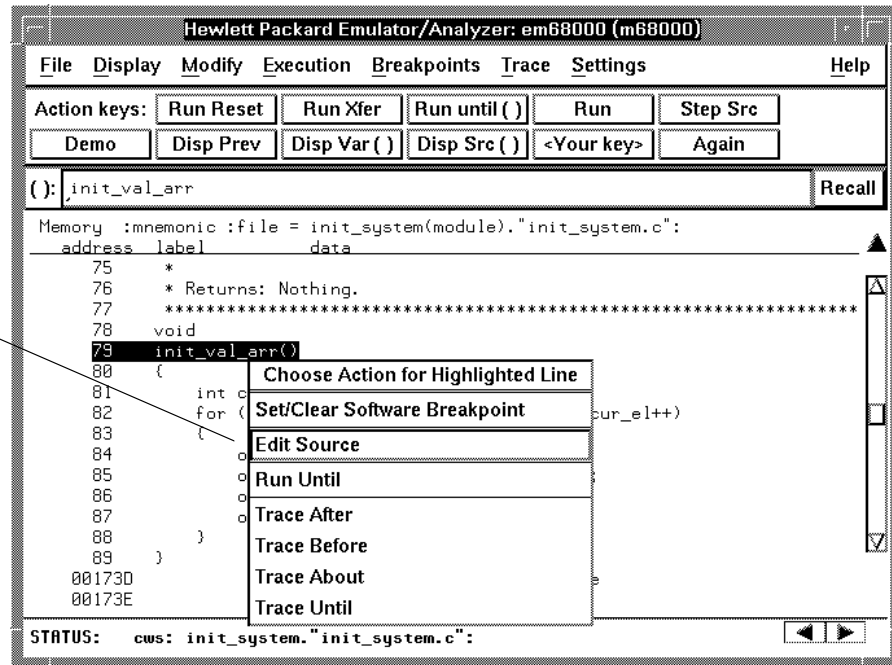 Hewlett Packard Emulator/Analyzer: em68000 (m68000)
File Display Modify Execution Breakpoints Trace Settings Help
Action keys: Run Reset Run Xfer Run until ( ) Run Step Src
Demo Disp Prev Disp Var ( ) Disp Src ( ) <Your key> Again
( ): init_val_arr Recall
Memory :mnemonic :file = init_system(module)."init_system.c":
address label data
75 *
76 * Returns: Nothing.
77 ******************************************************************
78 void
79 init_val_arr()
80 {
81 int c
82 for ( cur_el++)
83 {
84 o
85 o ;
86 o
87 o
88 }
89 }
00173D
00173E
Choose Action for Highlighted Line
Set/Clear Software Breakpoint
Edit Source
Run Until
Trace After
Trace Before
Trace About
Trace Until
STATUS: cws: init_system."init_system.c":